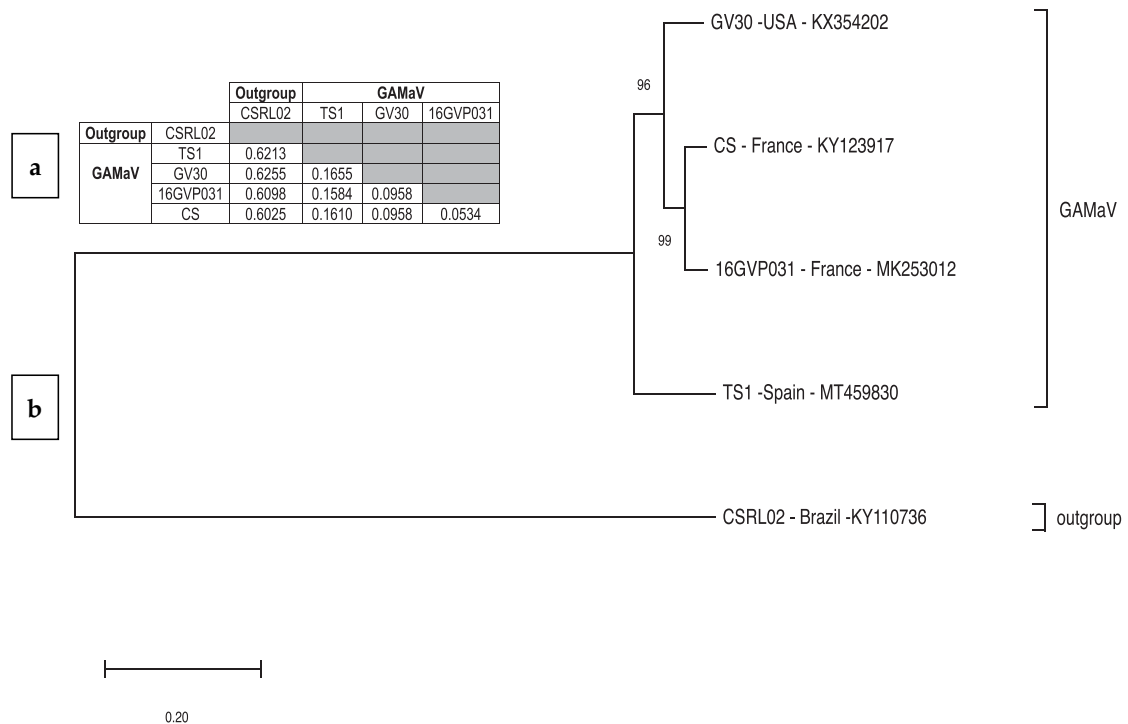 GV30 -USA - KX354202
96
Outgroup GAMaV
CSRL02 TS1 GV30 16GVP031
Outgroup CSRL02
TS1 0.6213
GAMaV GV30 0.6255 0.1655
16GVP031 0.6098 0.1584 0.0958
CS 0.6025 0.1610 0.0958 0.0534
a
CS - France - KY123917
GAMaV
99
16GVP031 - France - MK253012
TS1 -Spain - MT459830
b
CSRL02 - Brazil -KY110736
outgroup
0.20